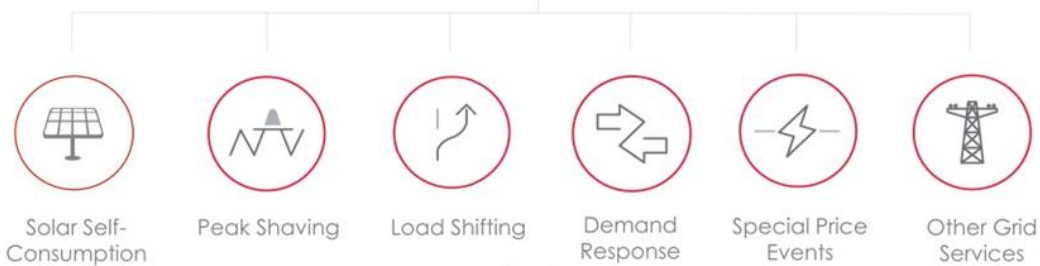 Solar Self-
Consumption
Peak Shaving
Load Shifting
Demand
Response
Special Price
Events
Other Grid
Services